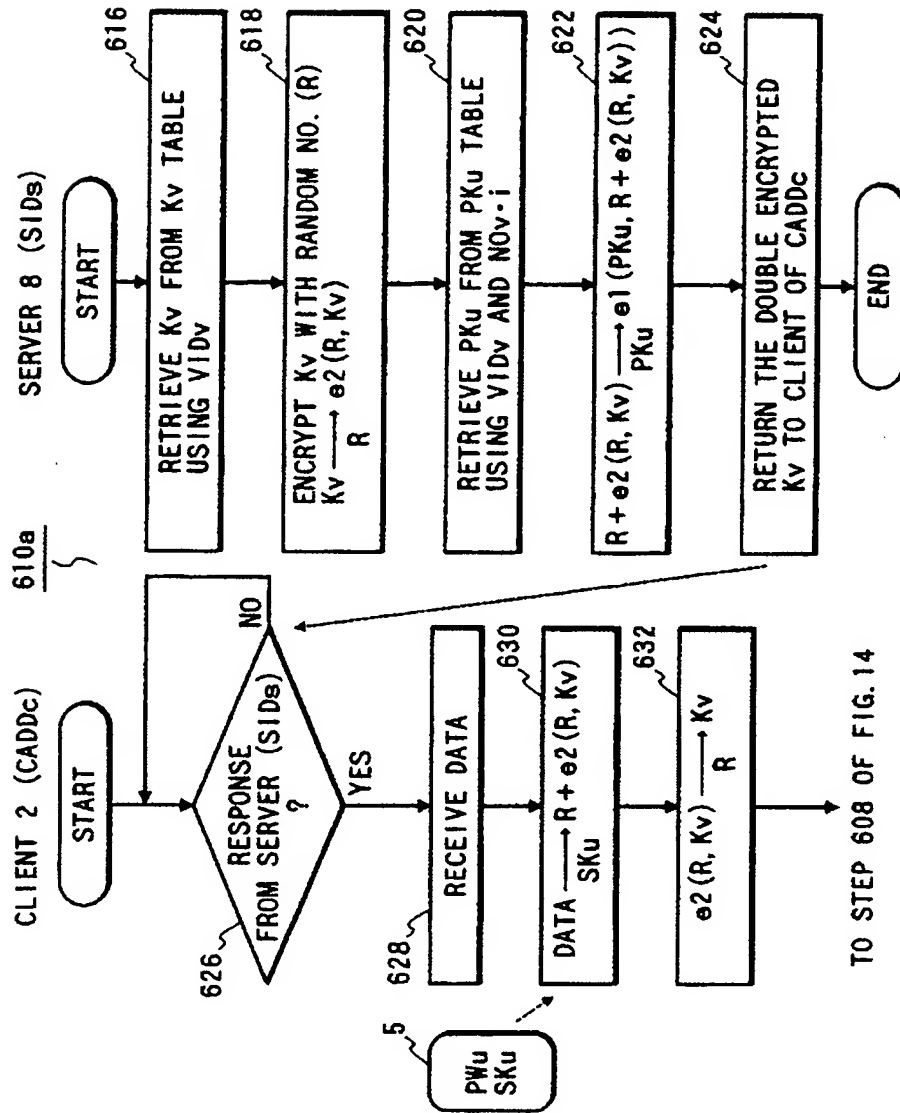 610a
CLIENT 2 (CADDc)
START
626
RESPONSE
FROM SERVER (SIDs)
?
NO
YES
628
RECEIVE DATA
5
PWu
SKu
630
DATA ⟶ R+e2(R, Kv)
SKu
632
e2(R, Kv) ⟶ Kv
R
TO STEP 608 OF FIG. 14
SERVER 8 (SIDs)
START
616
RETRIEVE Kv FROM Kv TABLE
USING VIDv
618
ENCRYPT Kv WITH RANDOM NO. (R)
Kv ⟶ e2(R, Kv)
R
620
RETRIEVE PKu FROM PKu TABLE
USING VIDv AND NOv·i
622
R+e2(R, Kv) ⟶ e1(PKu, R+e2(R, Kv))
PKu
624
RETURN THE DOUBLE ENCRYPTED
Kv TO CLIENT OF CADDc
END